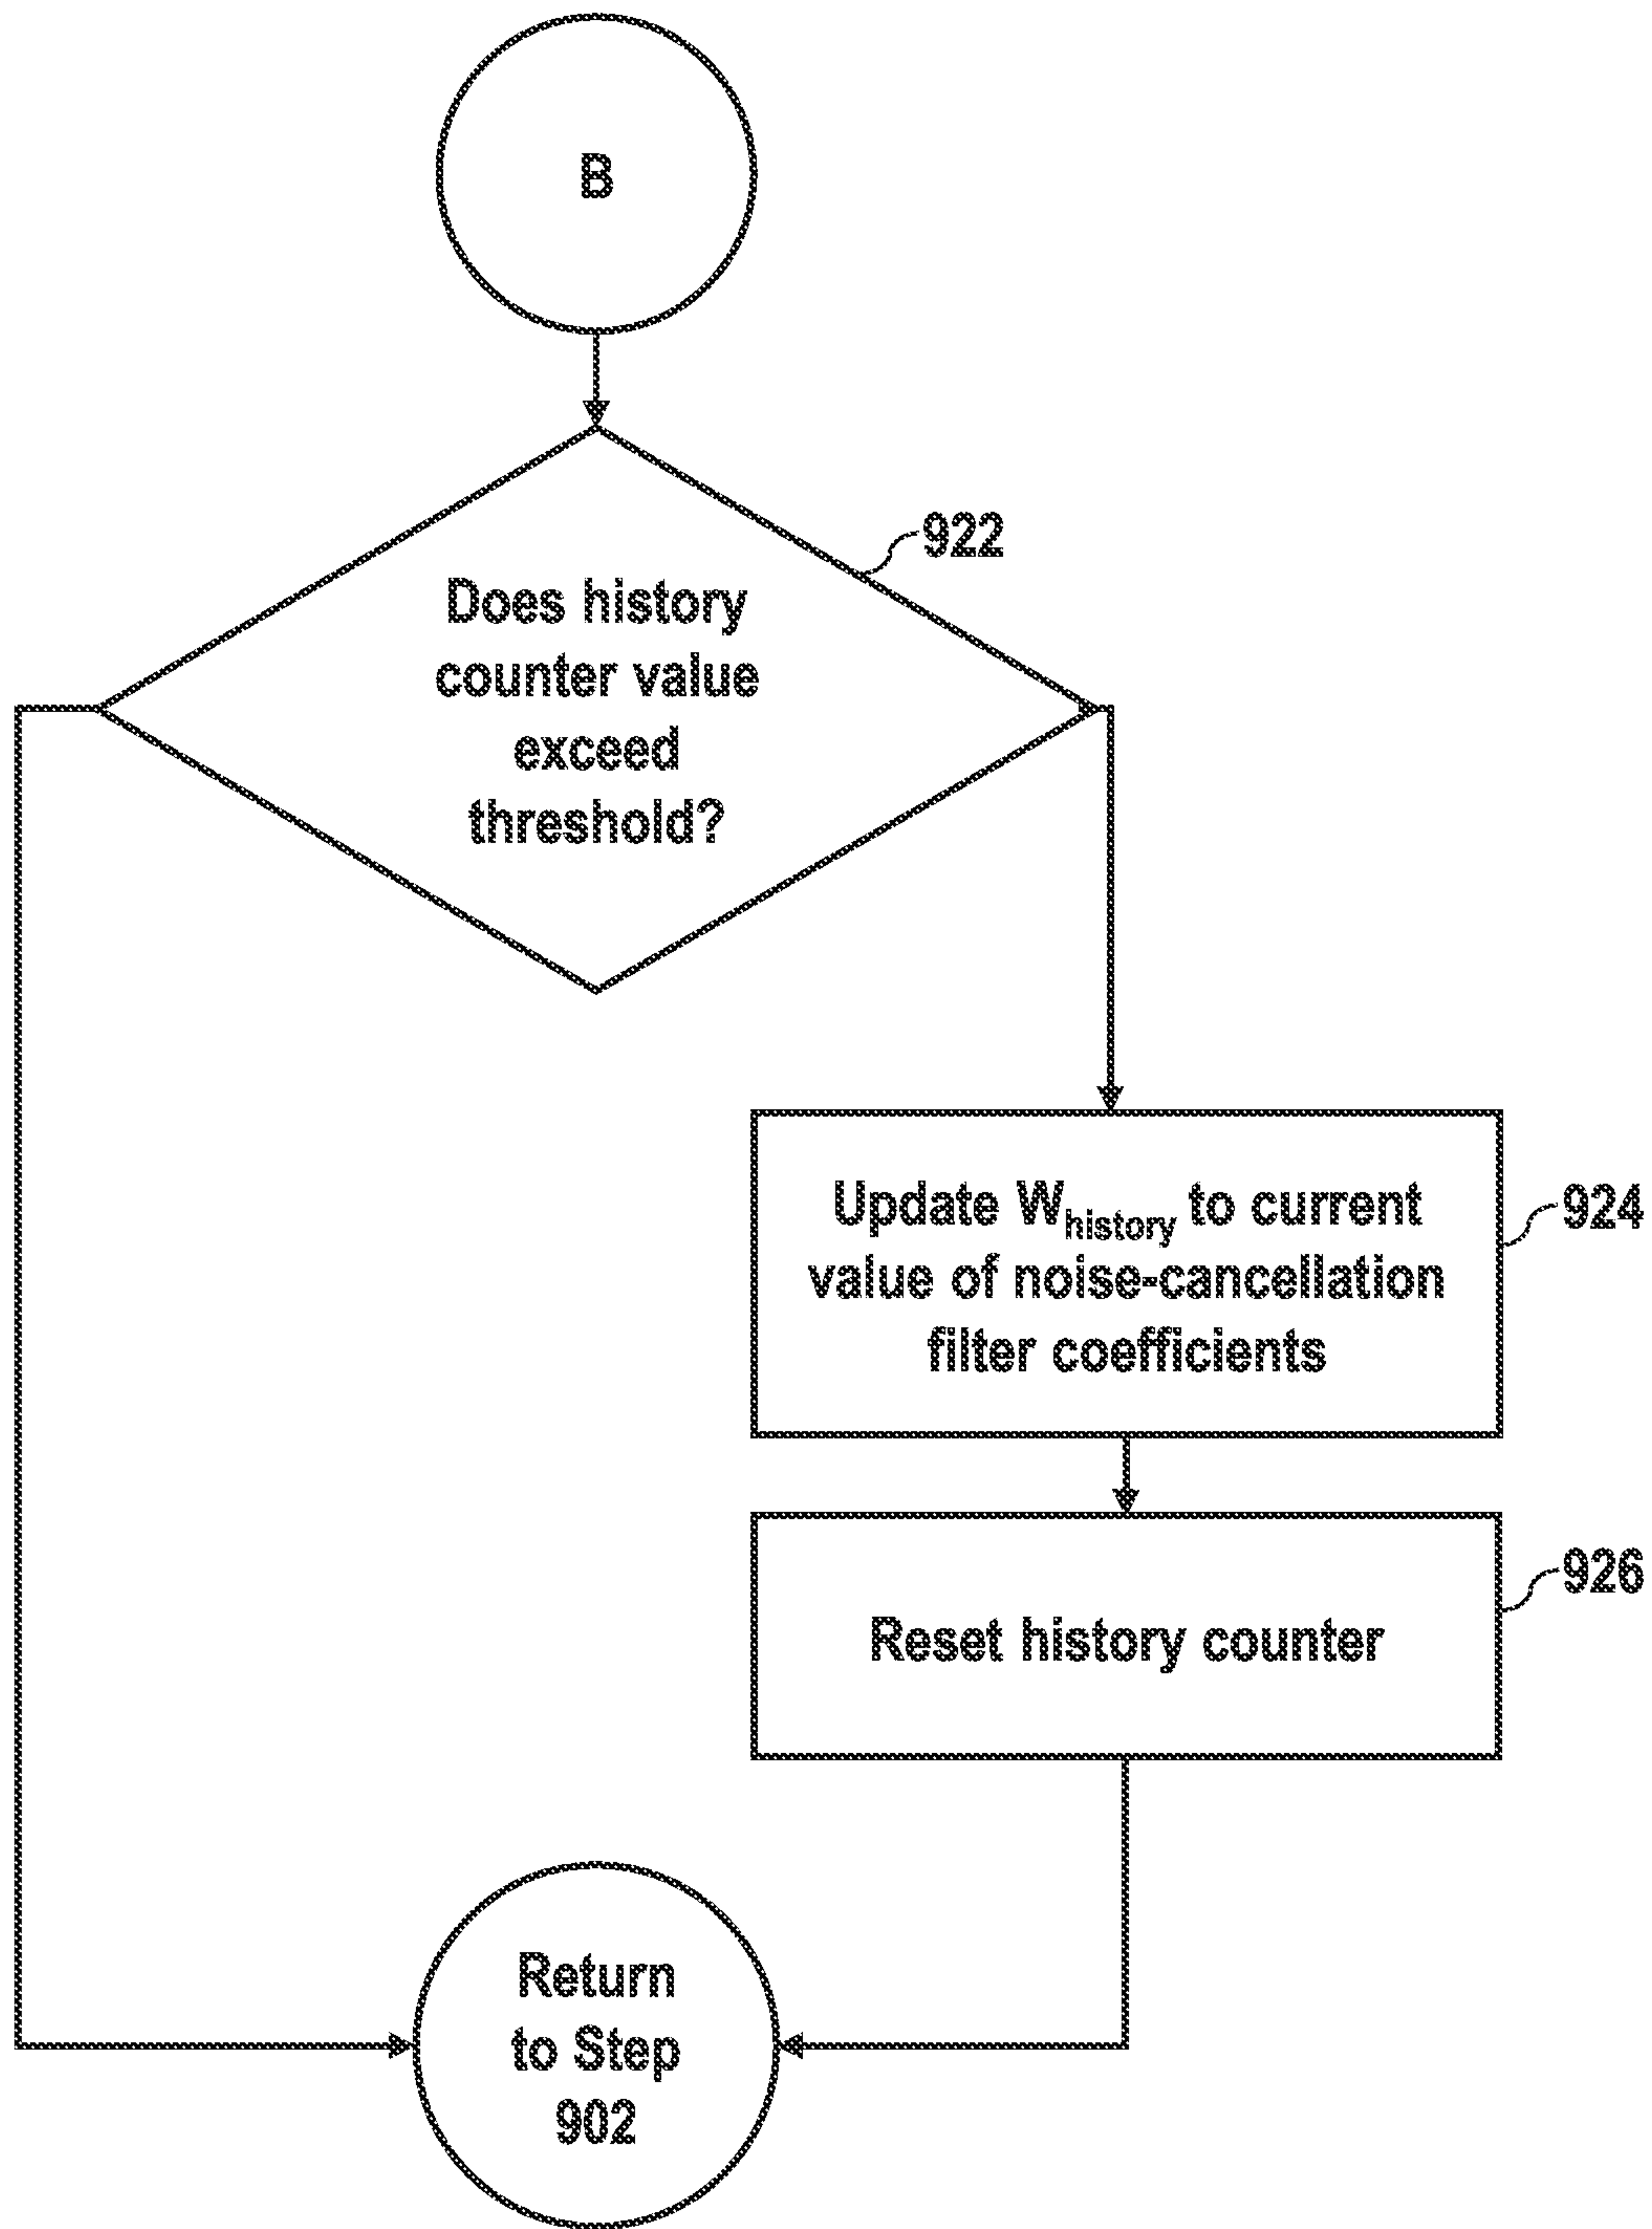 B
922
Does history
counter value
exceed
threshold?
Update Whistory to current
value of noise-cancellation
filter coefficients
924
Reset history counter
926
Return
to Step
902